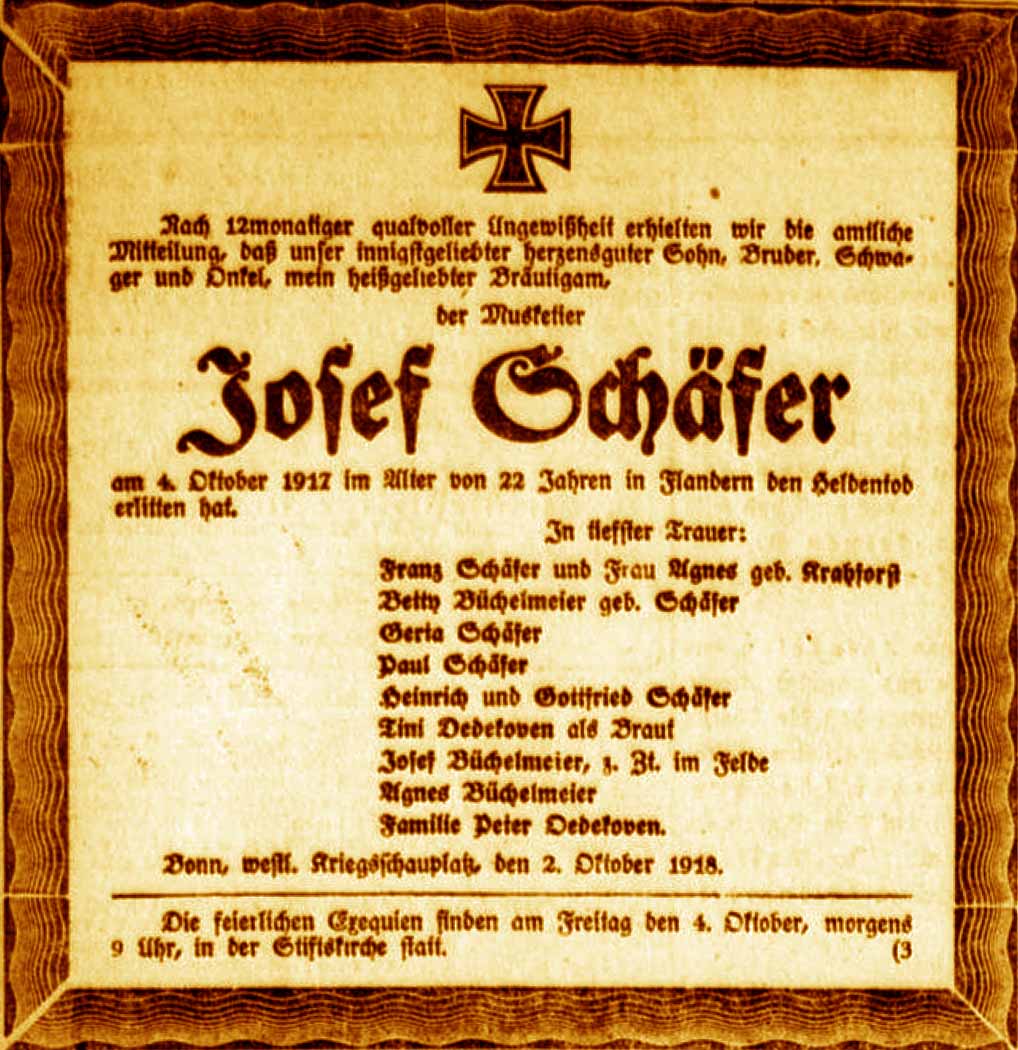 Nach 12monatiger qualvoller Ungewißheit erhielten wir die amtliche
Mitteilung, daß unser innigstgeliebter herzensguter Sohn, Bruder, Schwa-
ger und Onkel, mein heißgeliebter Bräutigam,
der Musketier
Josef Schäfer
am 4. Oktober 1917 im Alter von 22 Jahren in Flandern den Heldentod
erlitten hat.
In tiefster Trauer:
Franz Schäfer und Frau Agnes geb. Krahforst
Betty Büchelmeier geb. Schäfer
Gerta Schäfer
Paul Schäfer
Heinrich und Gottfried Schäfer
Tini Dedekoven als Braut
Josef Büchelmeier, z. Zt. im Felde
Agnes Büchelmeier
Familie Peter Dedekoven.
Bonn, westl. Kriegsschauplatz, den 2. Oktober 1918.
Die feierlichen Exequien finden am Freitag den 4. Oktober, morgens
9 Uhr, in der Stiftskirche statt. (3